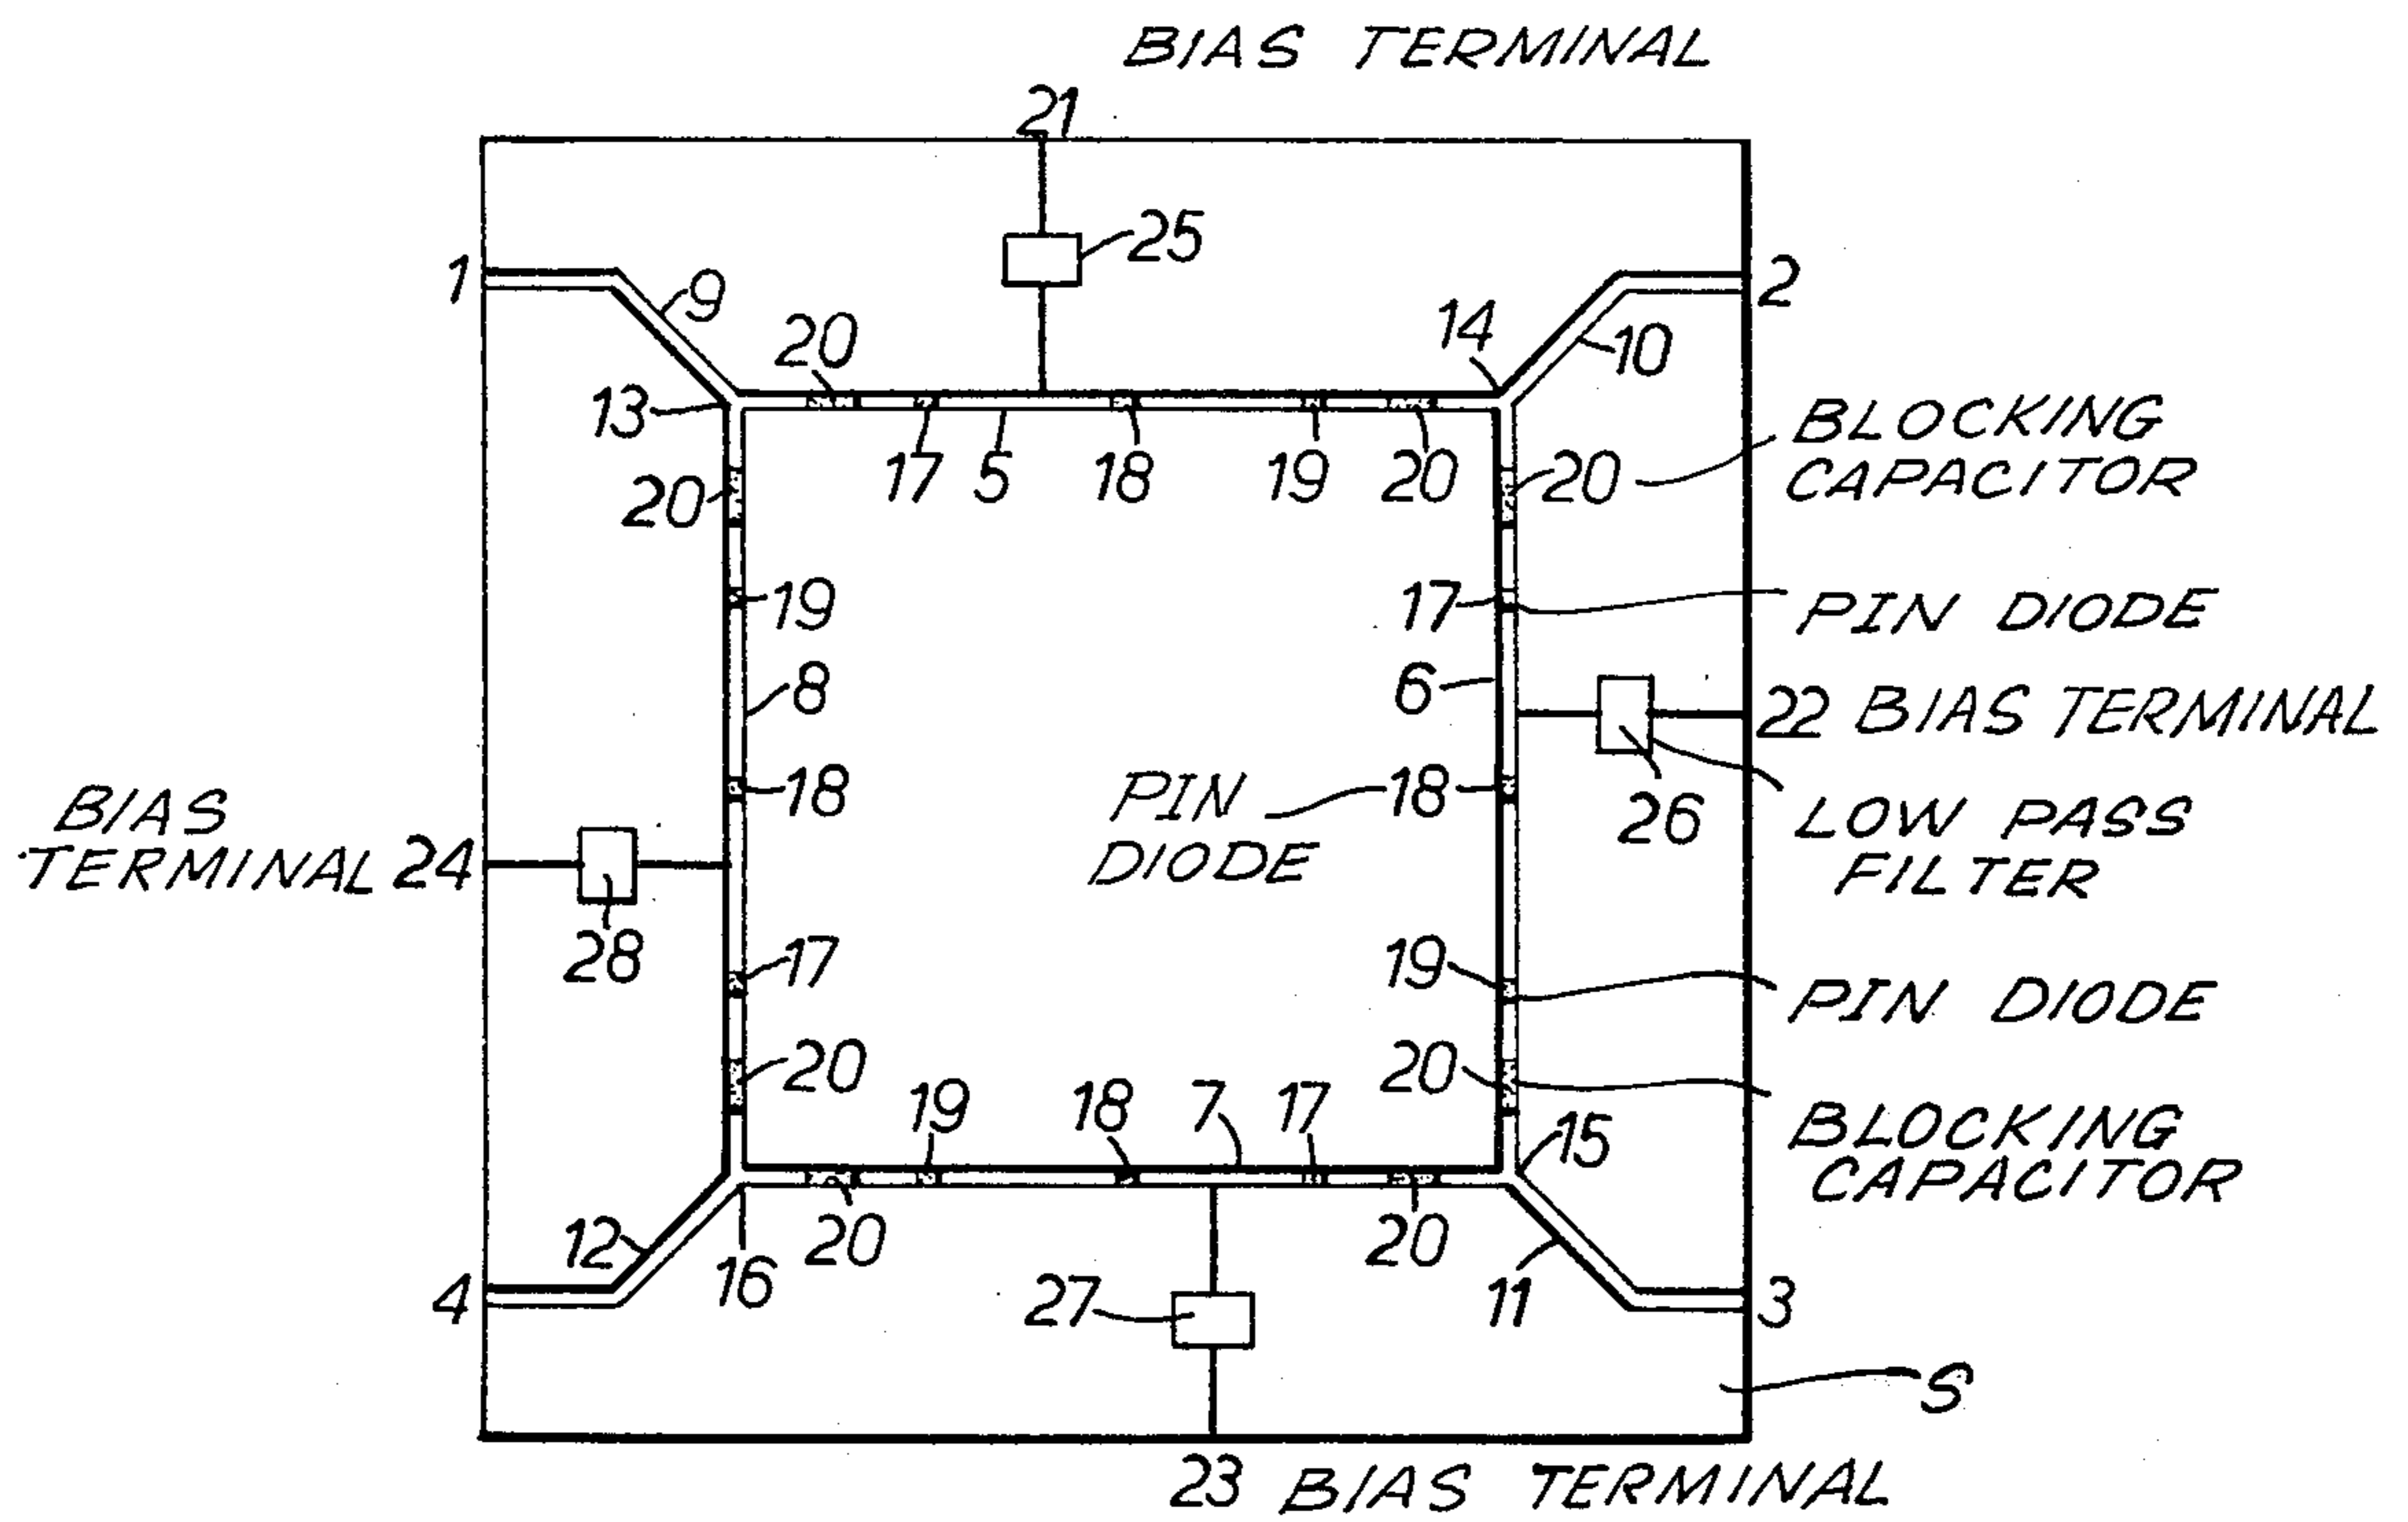 BIAS TERMINAL
21
25
1
9
2
10
14
20
13
17
5
18
19
20
BLOCKING
CAPACITOR
20
20
19
17
PIN DIODE
8
6
22 BIAS TERMINAL
18
PIN
DIODE
18
26
LOW PASS
FILTER
BIAS
TERMINAL 24
28
17
19
PIN DIODE
20
20
19
18
7
17
15
BLOCKING
CAPACITOR
12
16
20
20
11
4
27
3
S
23 BIAS TERMINAL